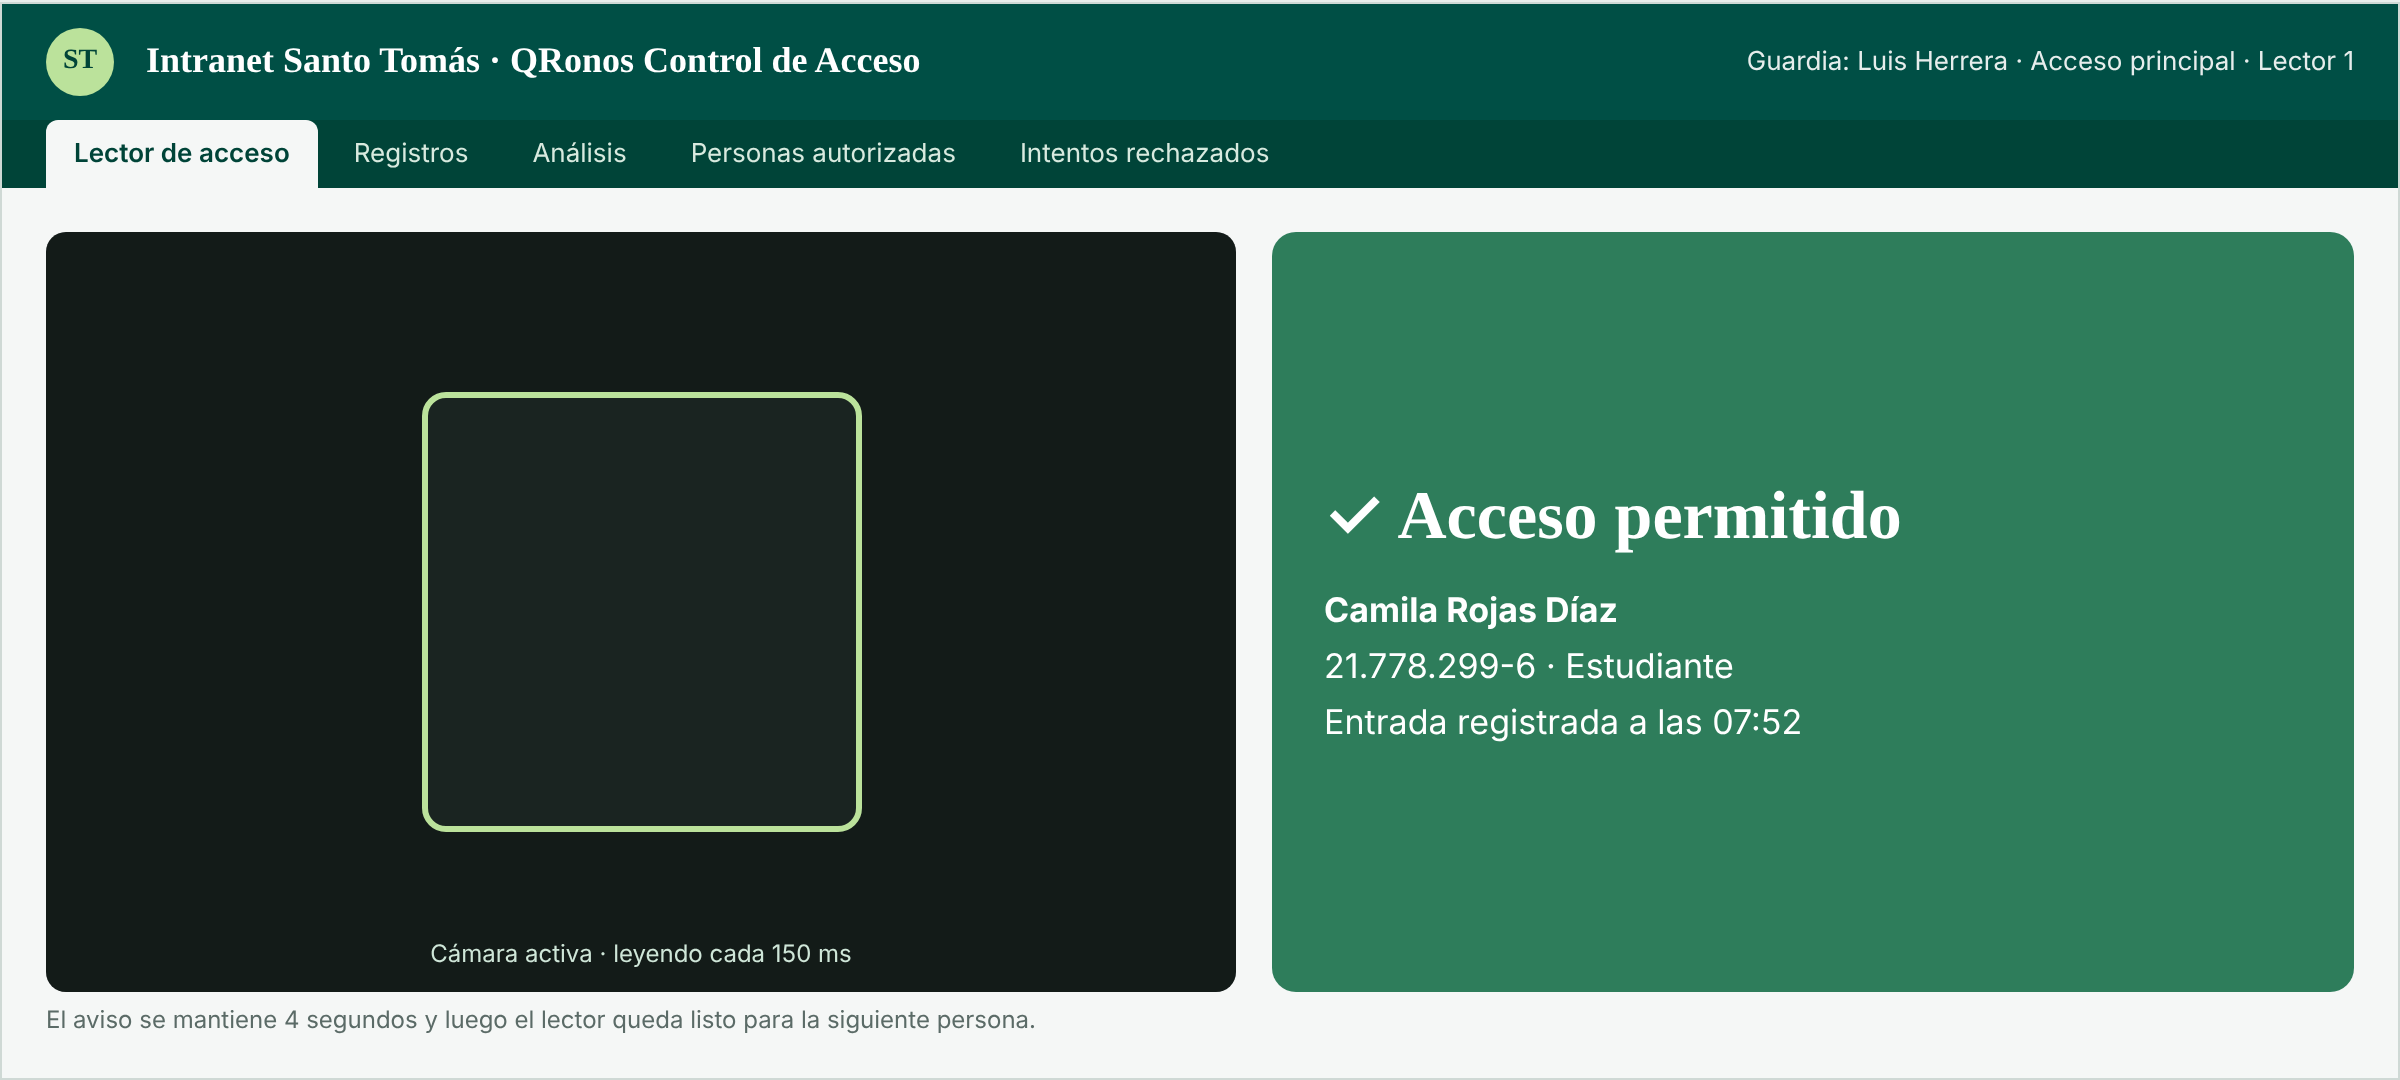 ST
Intranet Santo Tomás · QRonos Control de Acceso
Guardia: Luis Herrera · Acceso principal · Lector 1
Lector de acceso
Registros
Análisis
Personas autorizadas
Intentos rechazados
Cámara activa · leyendo cada 150 ms
✓ Acceso permitido
Camila Rojas Díaz
21.778.299-6 · Estudiante
Entrada registrada a las 07:52
El aviso se mantiene 4 segundos y luego el lector queda listo para la siguiente persona.